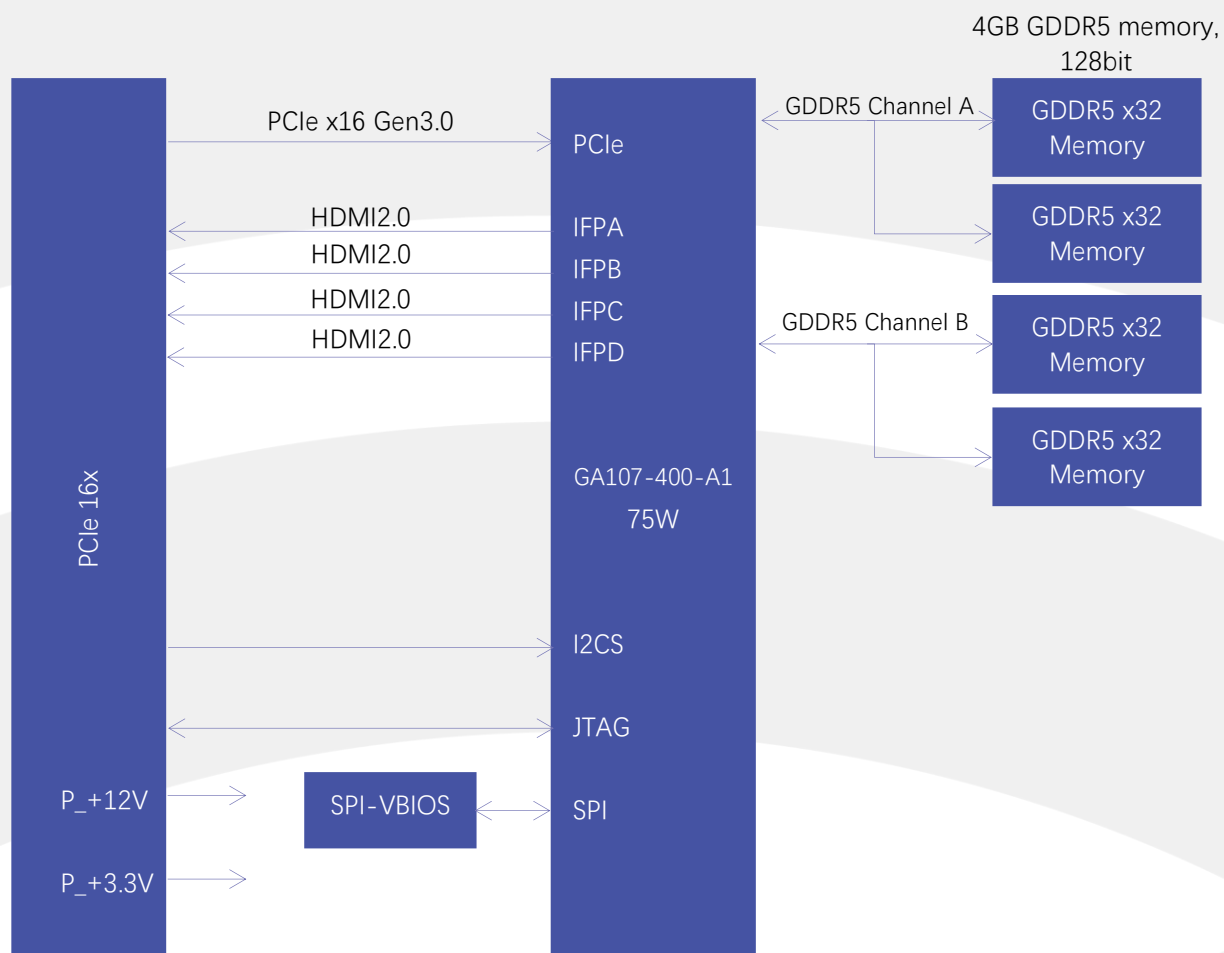 4GB GDDR5 memory,
128bit
PCIe 16x
P_+12V
P_+3.3V
PCIe x16 Gen3.0
HDMI2.0
HDMI2.0
HDMI2.0
HDMI2.0
SPI-VBIOS
PCIe
IFPA
IFPB
IFPC
IFPD
GA107-400-A1
75W
I2CS
JTAG
SPI
GDDR5 Channel A
GDDR5 Channel B
GDDR5 x32
Memory
GDDR5 x32
Memory
GDDR5 x32
Memory
GDDR5 x32
Memory